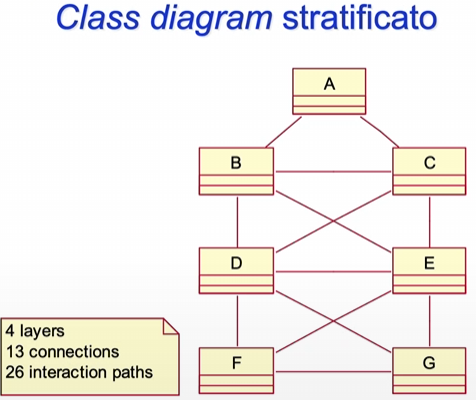 Class diagram stratificato
A
B
C
D
E
F
G
4 layers
13 connections
26 interaction paths